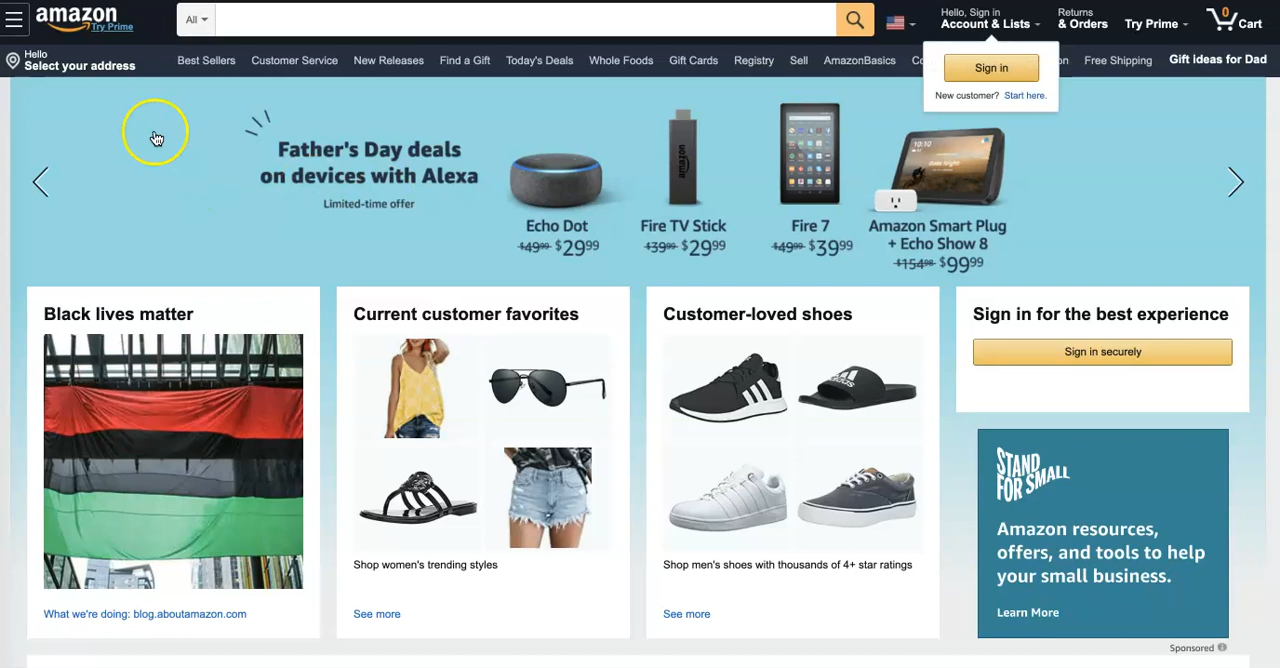 amazon
Try Prime
All
Hello, Sign in
Account & Lists
Returns
& Orders
Try Prime
0
Cart
Hello
Select your address
Best Sellers
Customer Service
New Releases
Find a Gift
Today's Deals
Whole Foods
Gift Cards
Registry
Sell
AmazonBasics
Free Shipping
Gift ideas for Dad
Sign in
New customer? Start here.
Father's Day deals
on devices with Alexa
Limited-time offer
amazon
10:10
Echo Dot
$49.99 $29.99
Fire TV Stick
$39.99 $29.99
Fire 7
$49.99 $39.99
Amazon Smart Plug
+ Echo Show 8
$154.98 $99.99
Black lives matter
What we're doing: blog.aboutamazon.com
Current customer favorites
Shop women's trending styles
See more
Customer-loved shoes
adidas
Shop men's shoes with thousands of 4+ star ratings
See more
Sign in for the best experience
Sign in securely
STAND
FOR SMALL
Amazon resources,
offers, and tools to help
your small business.
Learn More
Sponsored